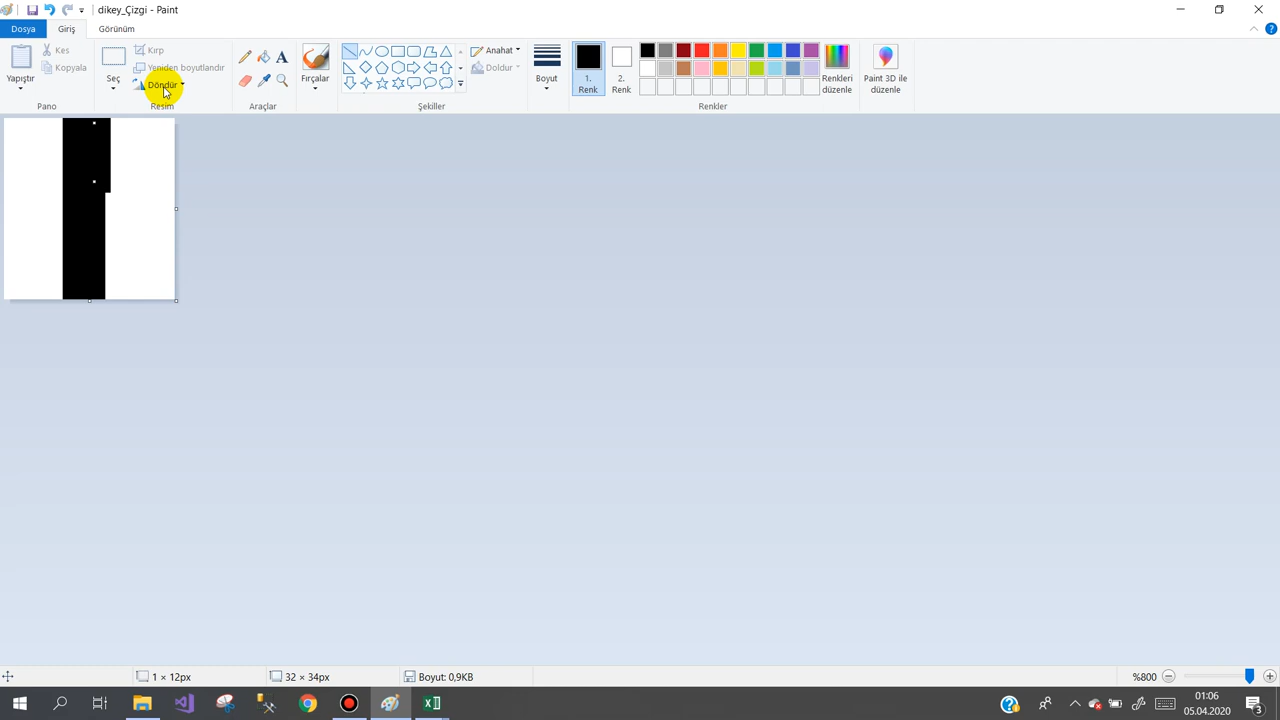 dikey_Çizgi - Paint
Dosya
Giriş
Görünüm
Yapıştır
Kes
Kopyala
Pano
Seç
Kırp
Yeniden boyutlandır
Döndür
Resim
A
Araçlar
Fırçalar
Anahat
Doldur
Şekiller
Boyut
1.
Renk
2.
Renk
Renkler
Renkleri
düzenle
Paint 3D ile
düzenle
1 × 12px
32 × 34px
Boyut: 0,9KB
%800
01:06
05.04.2020
3